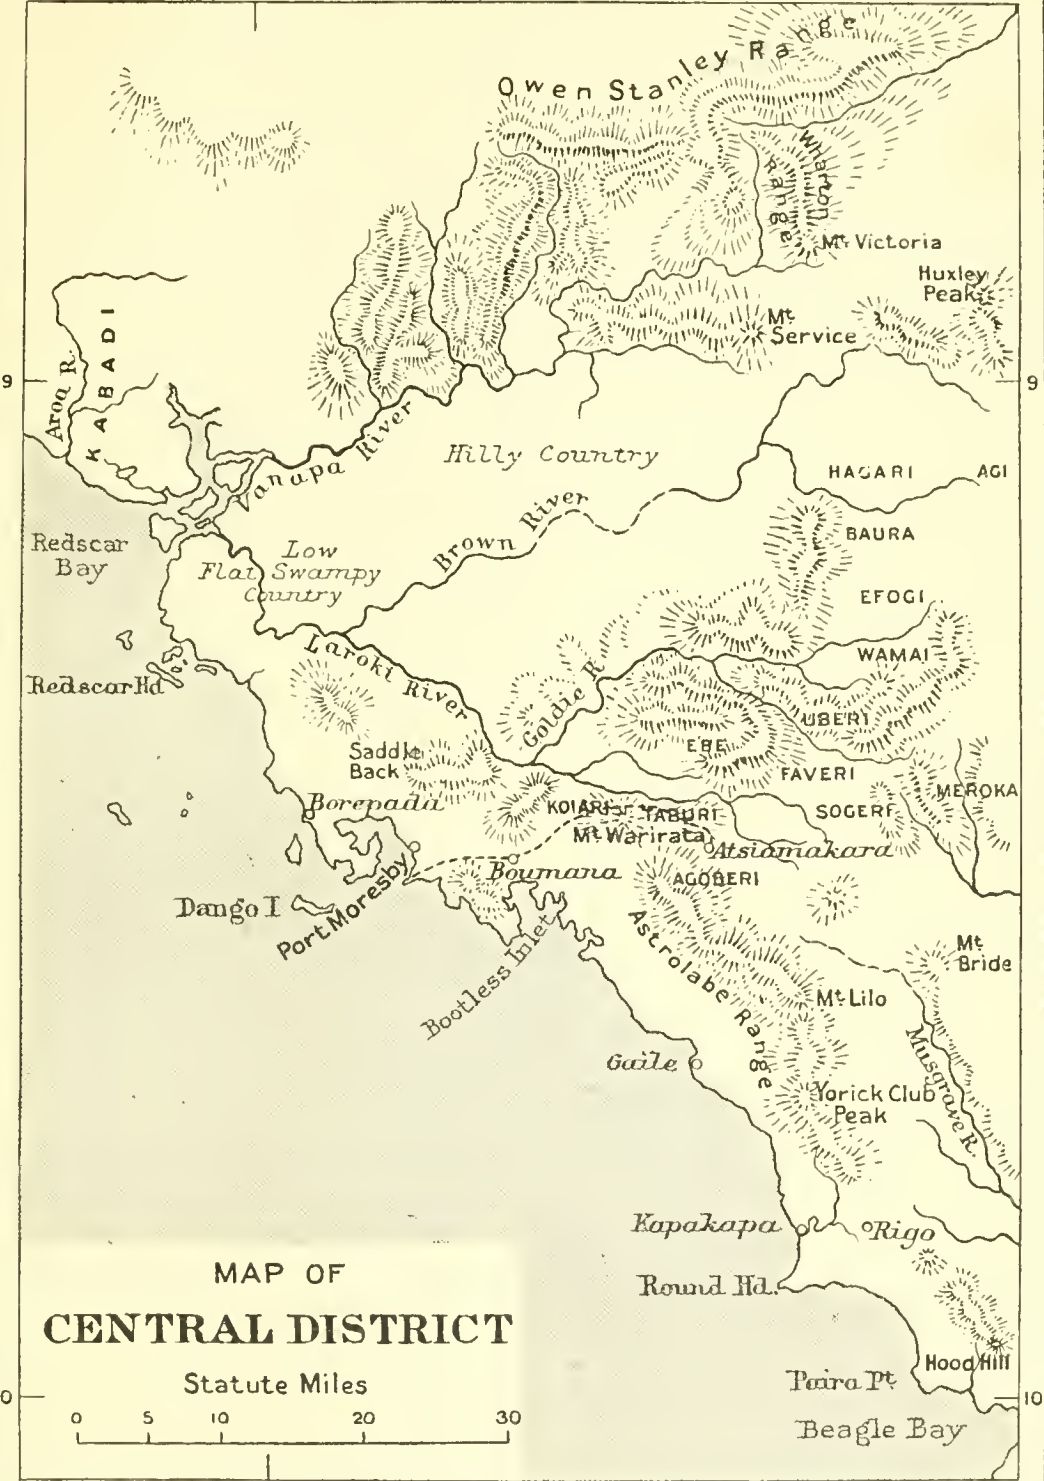 Owen Stanley Range
Wharton
Range
Mt Victoria
Huxley
Peak
Mt
Service
9
9
Aroa R.
KABADI
Vanapa River
Hilly Country
HAGARI
AGI
Brown River
BAURA
Redscar
Bay
Low
Flat Swampy
Country
EFOGI
Laroki River
WAMAI
Redscar Hd
Goldie R.
UBERI
Saddle
Back
EBE
FAVERI
MEROKA
Borepada
KOIARI
TABURI
SOGERI
Mt Warirata
Atsiamakara
Port Moresby
Boumana
AGOBERI
Dango I
Astrolabe Range
Mt
Bride
Bootless Inlet
Mt Lilo
Musgrave R.
Gaile
Yorick Club
Peak
Kapakapa
Rigo
Round Hd.
MAP OF
CENTRAL DISTRICT
Statute Miles
0 5 10 20 30
Hood Hill
Paira Pt
0
10
Beagle Bay